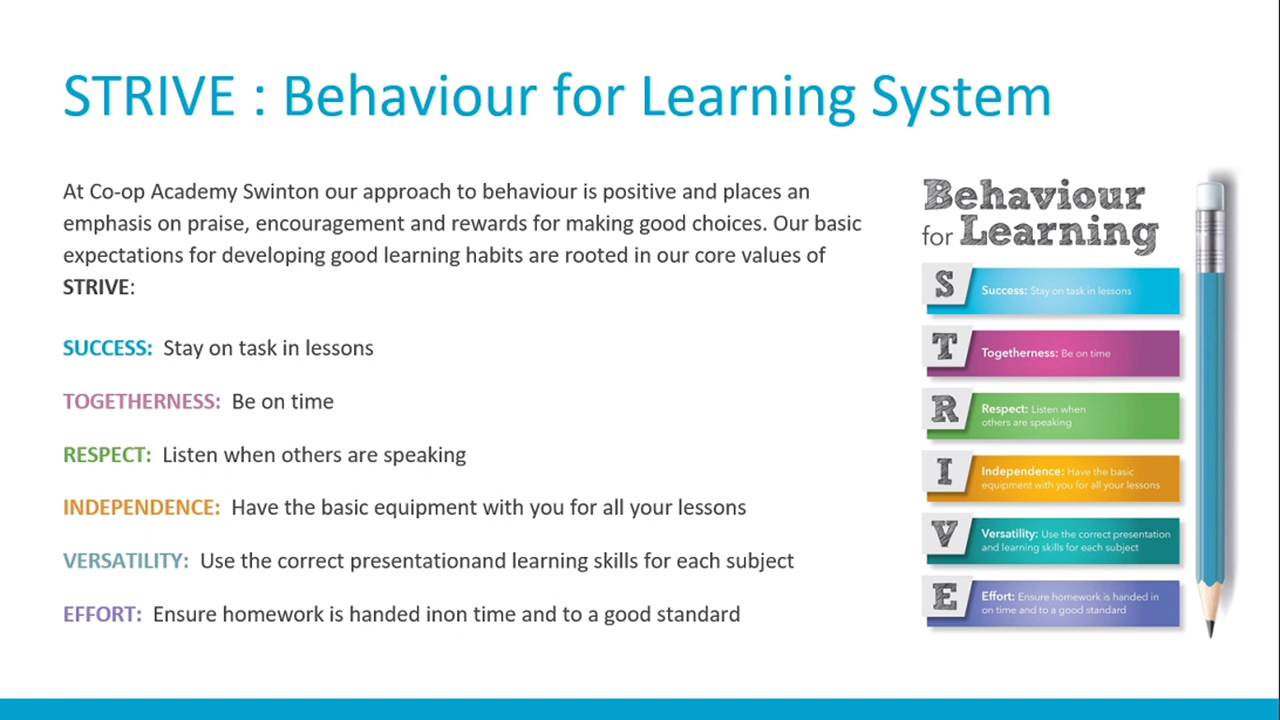 STRIVE : Behaviour for Learning System
At Co-op Academy Swinton our approach to behaviour is positive and places an
emphasis on praise, encouragement and rewards for making good choices. Our basic
expectations for developing good learning habits are rooted in our core values of
STRIVE:
SUCCESS: Stay on task in lessons
TOGETHERNESS: Be on time
RESPECT: Listen when others are speaking
INDEPENDENCE: Have the basic equipment with you for all your lessons
VERSATILITY: Use the correct presentationand learning skills for each subject
EFFORT: Ensure homework is handed inon time and to a good standard
Behaviour
for Learning
S Success: Stay on task in lessons
T Togetherness: Be on time
R Respect: Listen when
others are speaking
I Independence: Have the basic
equipment with you for all your lessons
V Versatility: Use the correct presentation
and learning skills for each subject
E Effort: Ensure homework is handed in
on time and to a good standard